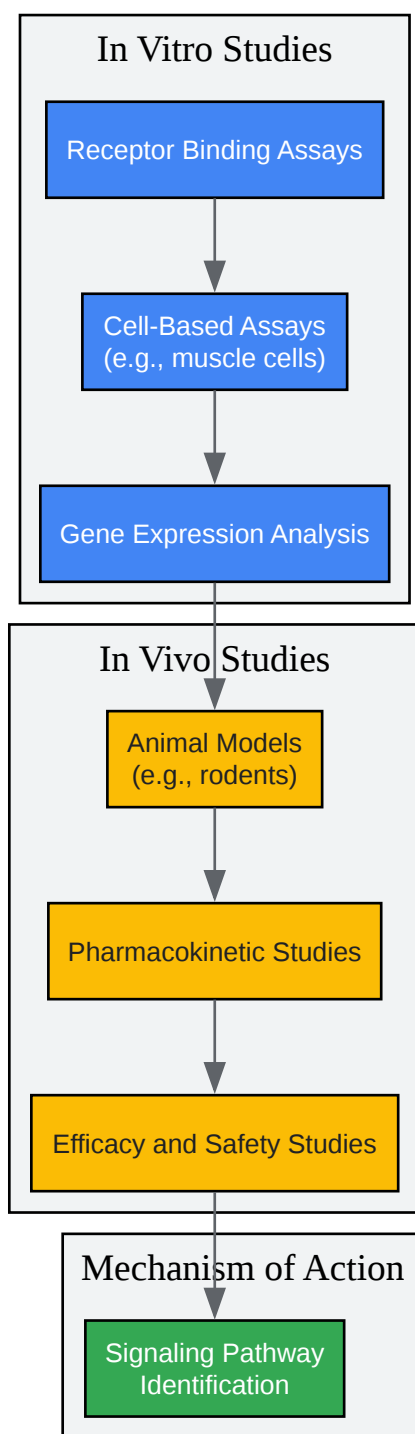 In Vitro Studies
Receptor Binding Assays
Cell-Based Assays
(e.g., muscle cells)
Gene Expression Analysis
In Vivo Studies
Animal Models
(e.g., rodents)
Pharmacokinetic Studies
Efficacy and Safety Studies
Mechanism of Action
Signaling Pathway
Identification